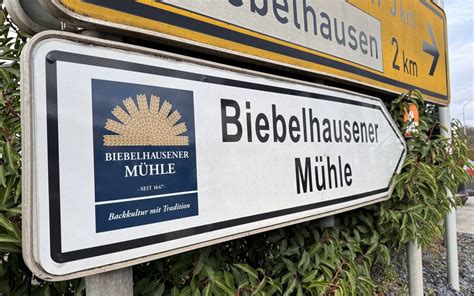 Biebelhausen
2 km
BIEBELHAUSENER
MÜHLE
- SEIT 1647 -
Backkultur mit Tradition
Biebelhausener
Mühle